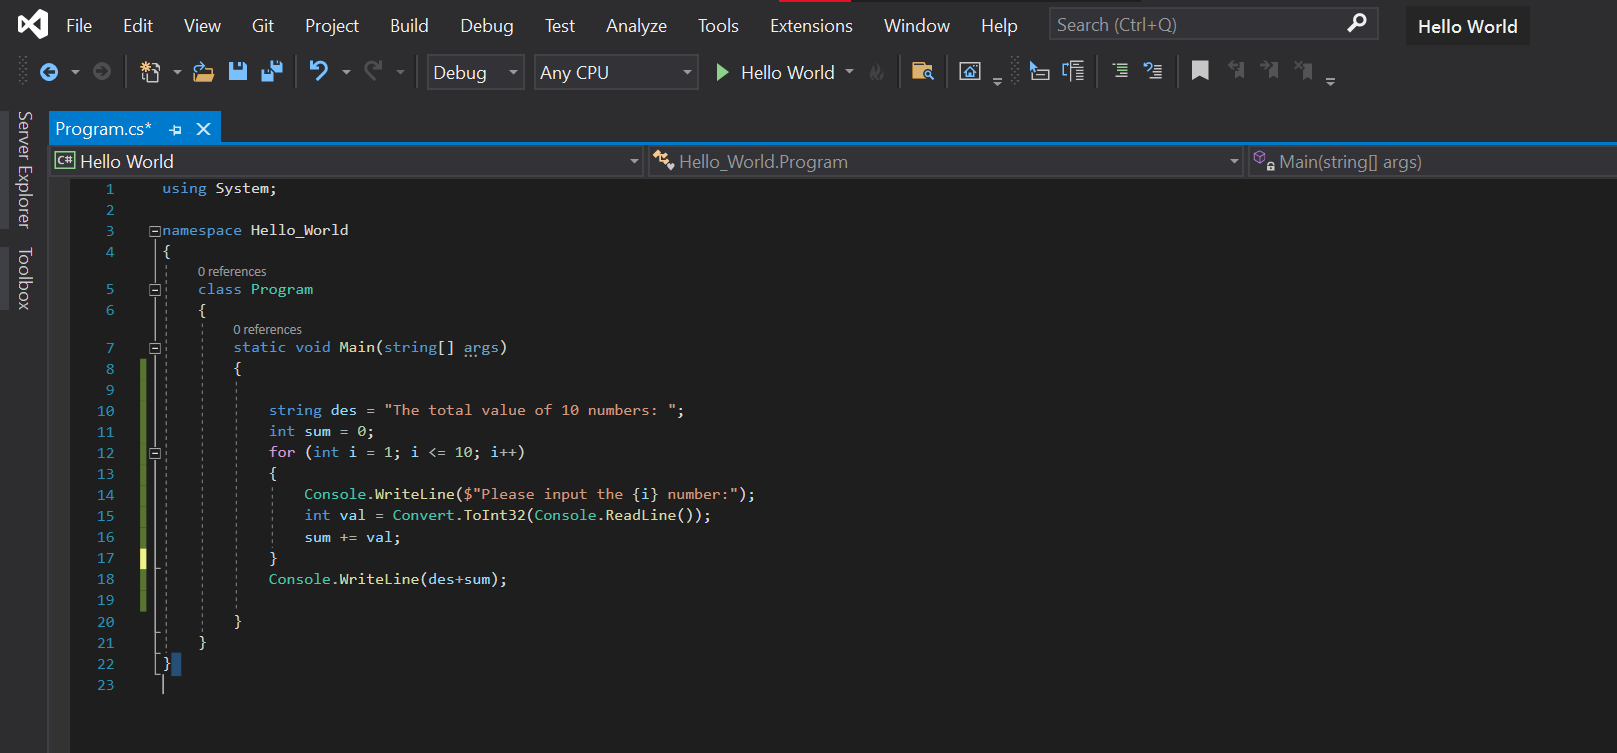 File Edit View Git Project Build Debug Test Analyze Tools Extensions Window Help Search (Ctrl+Q) Hello World
Debug Any CPU Hello World
Server Explorer
Toolbox
Program.cs*
C# Hello World Hello_World.Program Main(string[] args)
1 using System;
2
3 namespace Hello_World
4 {
0 references
5 class Program
6 {
0 references
7 static void Main(string[] args)
8 {
9
10 string des = "The total value of 10 numbers: ";
11 int sum = 0;
12 for (int i = 1; i <= 10; i++)
13 {
14 Console.WriteLine($"Please input the {i} number:");
15 int val = Convert.ToInt32(Console.ReadLine());
16 sum += val;
17 }
18 Console.WriteLine(des+sum);
19
20 }
21 }
22 }
23